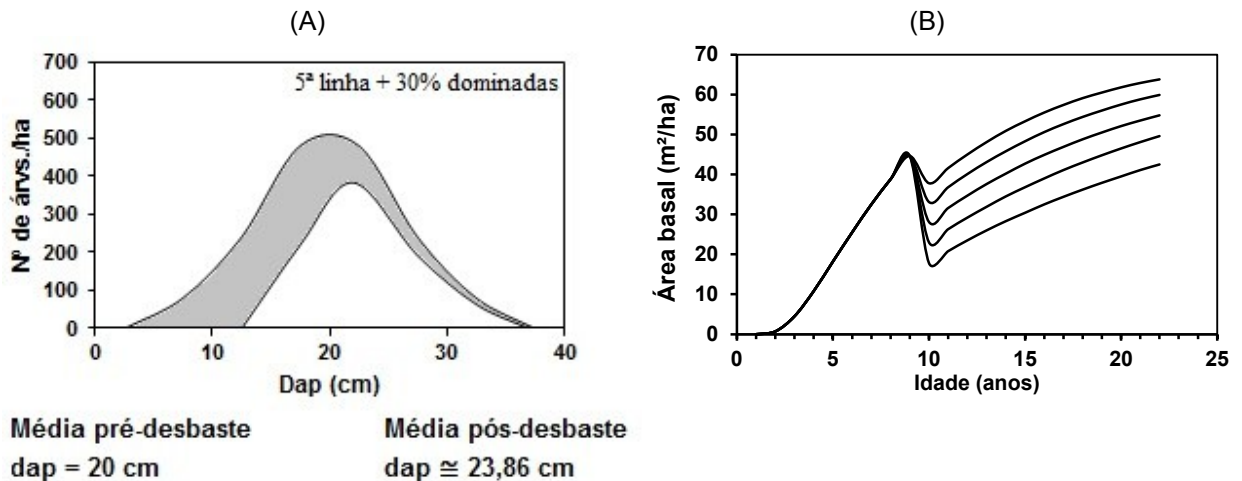 (A)
700
600
500
400
300
200
100
0
Nº de árvs./ha
5ª linha + 30% dominadas
0 10 20 30 40
Dap (cm)
Média pré-desbaste
dap = 20 cm
Média pós-desbaste
dap ≅ 23,86 cm
(B)
70
60
50
40
30
20
10
0
Área basal (m²/ha)
0 5 10 15 20 25
Idade (anos)